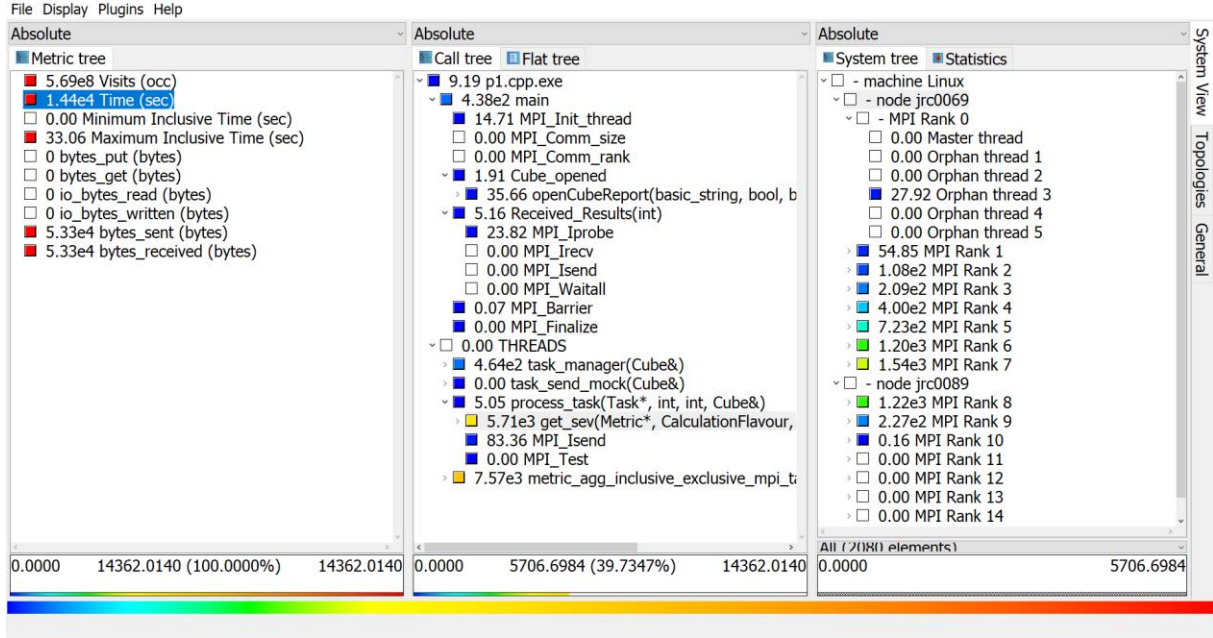 File Display Plugins Help
Absolute
Metric tree
5.69e8 Visits (occ)
1.44e4 Time (sec)
0.00 Minimum Inclusive Time (sec)
33.06 Maximum Inclusive Time (sec)
0 bytes_put (bytes)
0 bytes_get (bytes)
0 io_bytes_read (bytes)
0 io_bytes_written (bytes)
5.33e4 bytes_sent (bytes)
5.33e4 bytes_received (bytes)
0.0000 14362.0140 (100.0000%) 14362.0140
Absolute
Call tree Flat tree
9.19 p1.cpp.exe
4.38e2 main
14.71 MPI_Init_thread
0.00 MPI_Comm_size
0.00 MPI_Comm_rank
1.91 Cube_opened
35.66 openCubeReport(basic_string, bool, b
5.16 Received_Results(int)
23.82 MPI_Iprobe
0.00 MPI_Irecv
0.00 MPI_Isend
0.00 MPI_Waitall
0.07 MPI_Barrier
0.00 MPI_Finalize
0.00 THREADS
4.64e2 task_manager(Cube&)
0.00 task_send_mock(Cube&)
5.05 process_task(Task*, int, int, Cube&)
5.71e3 get_sev(Metric*, CalculationFlavour,
83.36 MPI_Isend
0.00 MPI_Test
7.57e3 metric_agg_inclusive_exclusive_mpi_ta
0.0000 5706.6984 (39.7347%) 14362.0140
Absolute
System tree Statistics
- machine Linux
- node jrc0069
- MPI Rank 0
0.00 Master thread
0.00 Orphan thread 1
0.00 Orphan thread 2
27.92 Orphan thread 3
0.00 Orphan thread 4
0.00 Orphan thread 5
54.85 MPI Rank 1
1.08e2 MPI Rank 2
2.09e2 MPI Rank 3
4.00e2 MPI Rank 4
7.23e2 MPI Rank 5
1.20e3 MPI Rank 6
1.54e3 MPI Rank 7
- node jrc0089
1.22e3 MPI Rank 8
2.27e2 MPI Rank 9
0.16 MPI Rank 10
0.00 MPI Rank 11
0.00 MPI Rank 12
0.00 MPI Rank 13
0.00 MPI Rank 14
All (2080 elements)
0.0000 5706.6984
System View
Topologies
General